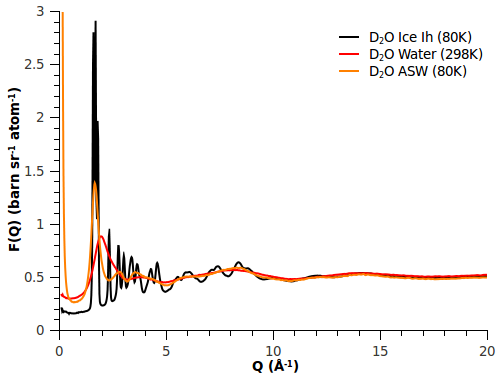 3
2.5
2
1.5
1
0.5
0
F(Q) (barn sr⁻¹ atom⁻¹)
D₂O Ice Ih (80K)
D₂O Water (298K)
D₂O ASW (80K)
0 5 10 15 20
Q (Å⁻¹)